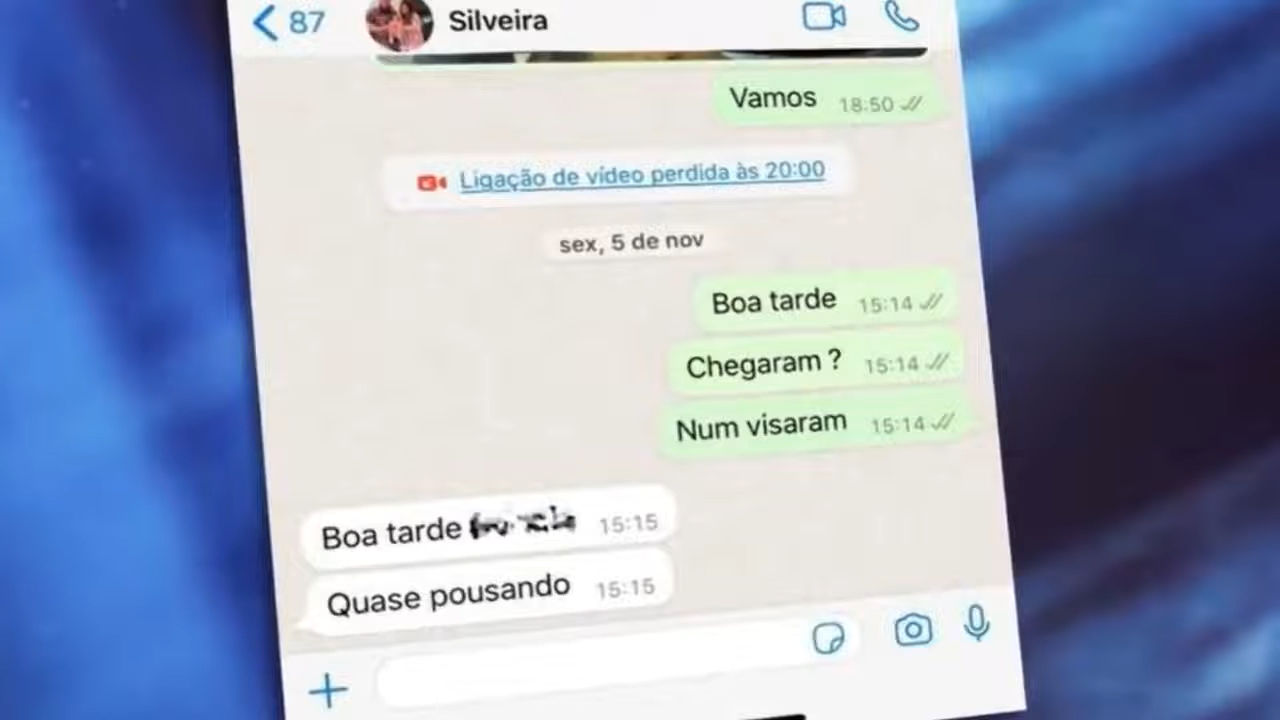 87
Silveira
Vamos 18:50
Ligação de vídeo perdida às 20:00
sex, 5 de nov
Boa tarde 15:14
Chegaram ? 15:14
Num visaram 15:14
Boa tarde 15:15
Quase pousando 15:15